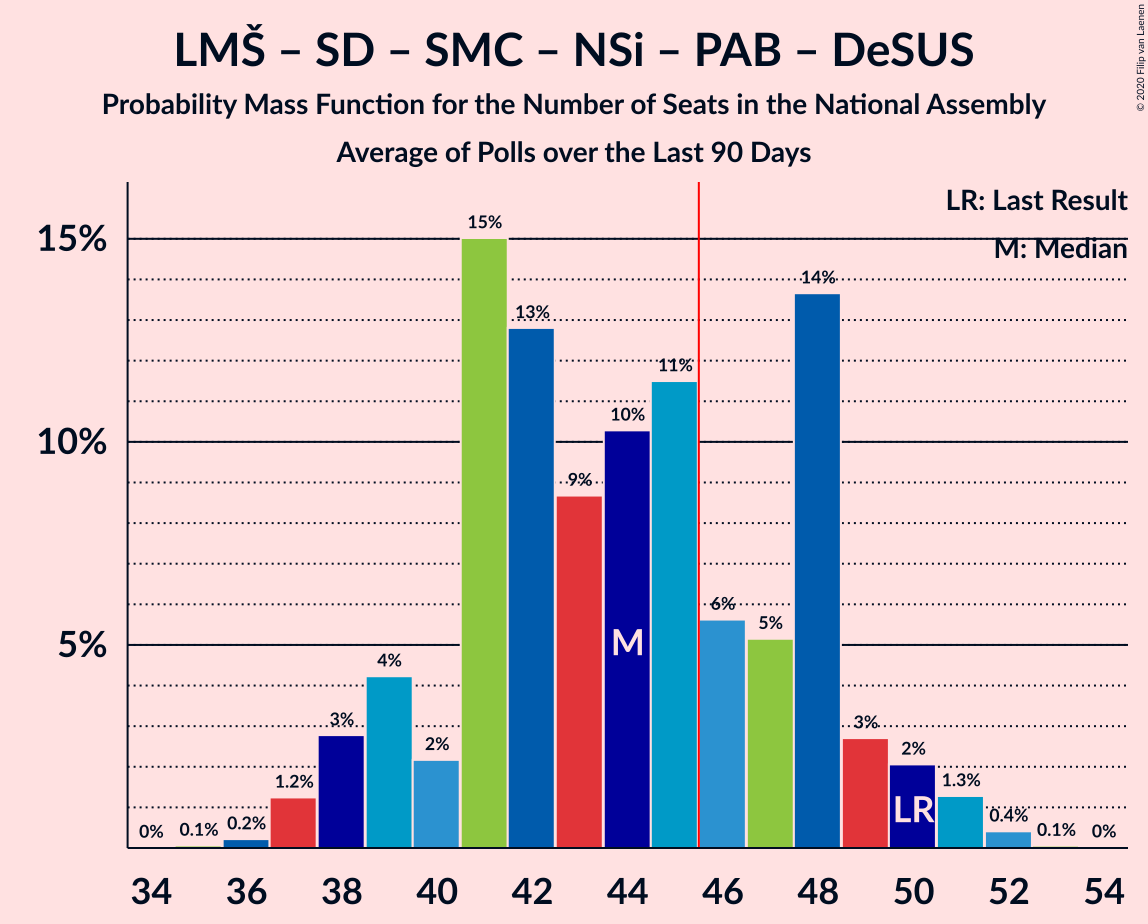 LMŠ – SD – SMC – NSi – PAB – DeSUS
Probability Mass Function for the Number of Seats in the National Assembly
Average of Polls over the Last 90 Days
© 2020 Filip van Laenen
LR: Last Result
M: Median
15%
10%
5%
0%
0.1%
0.2%
1.2%
3%
4%
2%
15%
13%
9%
10%
11%
6%
5%
14%
3%
2%
1.3%
0.4%
0.1%
0%
M
LR
34 36 38 40 42 44 46 48 50 52 54